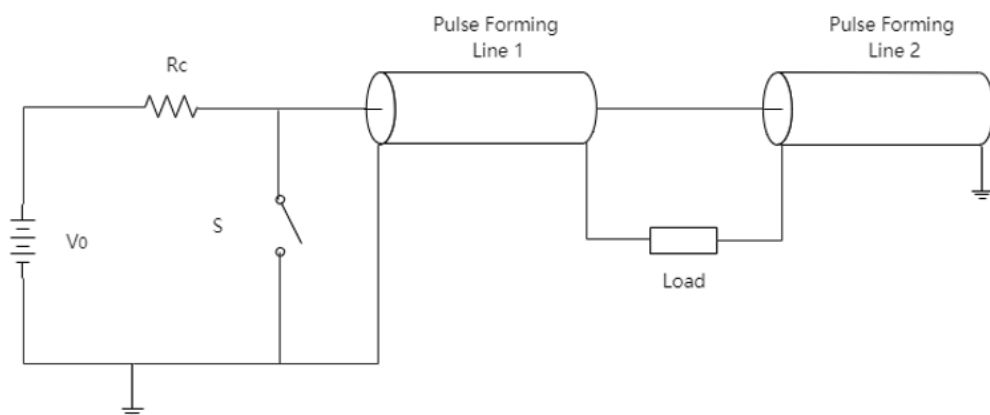 Pulse Forming
Line 1
Pulse Forming
Line 2
Rc
S
V0
Load